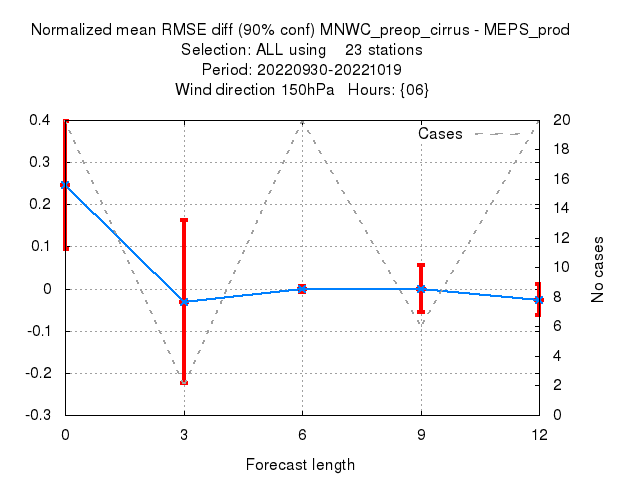 Normalized mean RMSE diff (90% conf) MNWC_preop_cirrus - MEPS_prod
Selection: ALL using 23 stations
Period: 20220930-20221019
Wind direction 150hPa Hours: {06}
Cases
0.4
0.3
0.2
0.1
0
-0.1
-0.2
-0.3
20
18
16
14
12
10
8
6
4
2
0
No cases
0 3 6 9 12
Forecast length